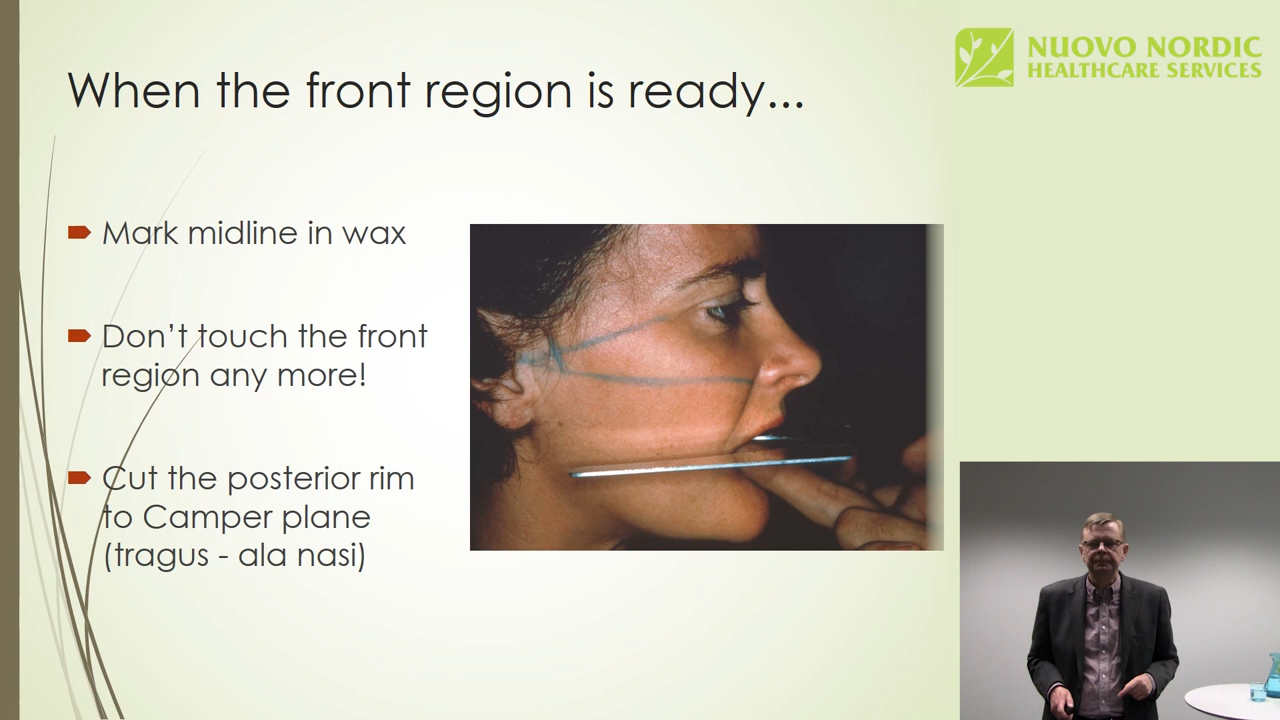 When the front region is ready...
NUOVO NORDIC
HEALTHCARE SERVICES
Mark midline in wax
Don’t touch the front
region any more!
Cut the posterior rim
to Camper plane
(tragus - ala nasi)